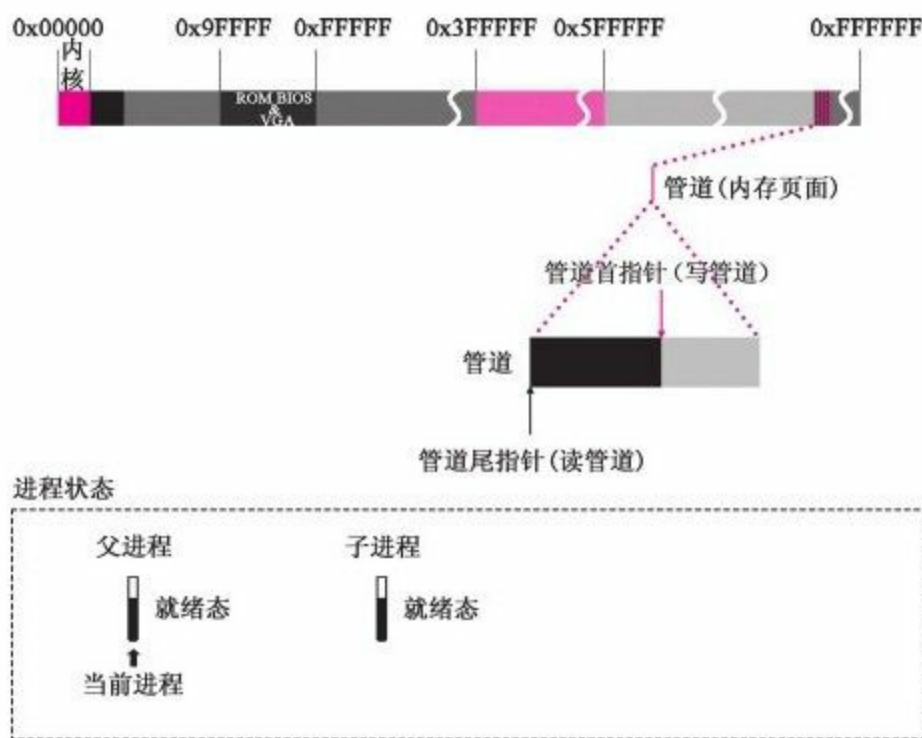 0x00000 0x9FFFF 0xFFFFF 0x3FFFFF 0x5FFFFF 0xFFFFFF
内
核
ROM BIOS
&
VGA
管道(内存页面)
管道首指针(写管道)
管道
管道尾指针(读管道)
进程状态
父进程 子进程
就绪态 就绪态
当前进程